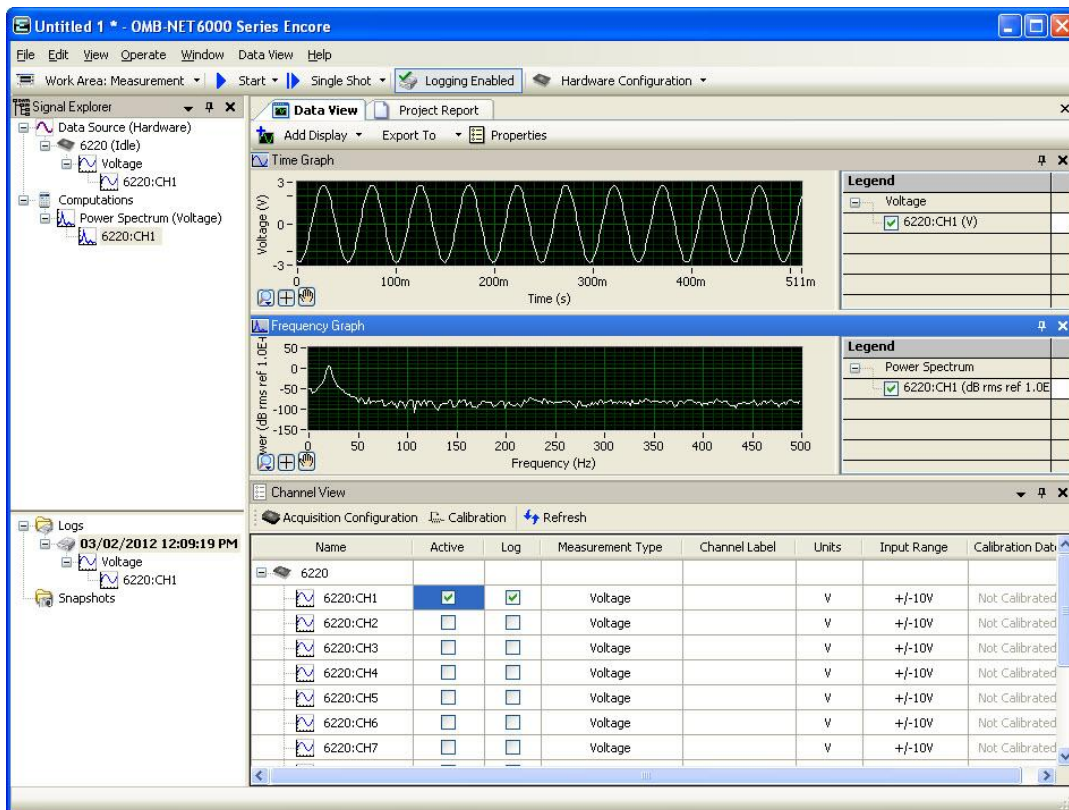 Untitled 1 * - OMB-NET6000 Series Encore
File Edit View Operate Window Data View Help
Work Area: Measurement Start Single Shot Logging Enabled Hardware Configuration
Signal Explorer
Data Source (Hardware)
6220 (Idle)
Voltage
6220:CH1
Computations
Power Spectrum (Voltage)
6220:CH1
Logs
03/02/2012 12:09:19 PM
Voltage
6220:CH1
Snapshots
Data View Project Report
Add Display Export To Properties
Time Graph
Voltage (V)
3
0
-3
0 100m 200m 300m 400m 511m
Time (s)
Legend
Voltage
6220:CH1 (V)
Frequency Graph
wer (dB rms ref 1.0E
50
0
-50
-100
-150
0 50 100 150 200 250 300 350 400 450 500
Frequency (Hz)
Legend
Power Spectrum
6220:CH1 (dB rms ref 1.0E
Channel View
Acquisition Configuration Calibration Refresh
Name Active Log Measurement Type Channel Label Units Input Range Calibration Dat
6220
6220:CH1 Voltage V +/-10V Not Calibrated
6220:CH2 Voltage V +/-10V Not Calibrated
6220:CH3 Voltage V +/-10V Not Calibrated
6220:CH4 Voltage V +/-10V Not Calibrated
6220:CH5 Voltage V +/-10V Not Calibrated
6220:CH6 Voltage V +/-10V Not Calibrated
6220:CH7 Voltage V +/-10V Not Calibrated